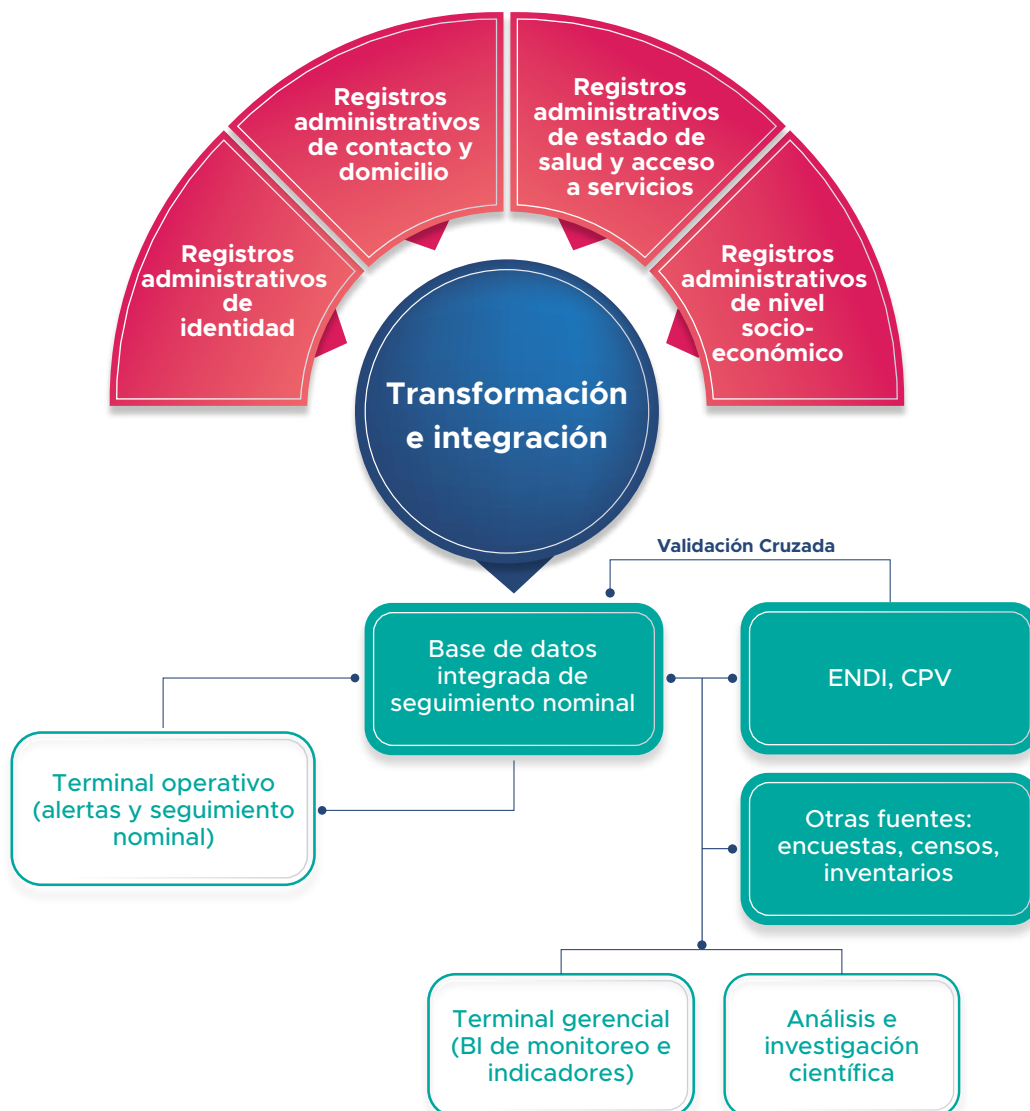 Registros
administrativos
de contacto y
domicilio
Registros
administrativos
de estado de
salud y acceso
a servicios
Registros
administrativos
de
identidad
Registros
administrativos
de nivel
socio-
económico
Transformación
e integración
Validación Cruzada
Base de datos
integrada de
seguimiento nominal
ENDI, CPV
Terminal operativo
(alertas y seguimiento
nominal)
Otras fuentes:
encuestas, censos,
inventarios
Terminal gerencial
(BI de monitoreo e
indicadores)
Análisis e
investigación
científica